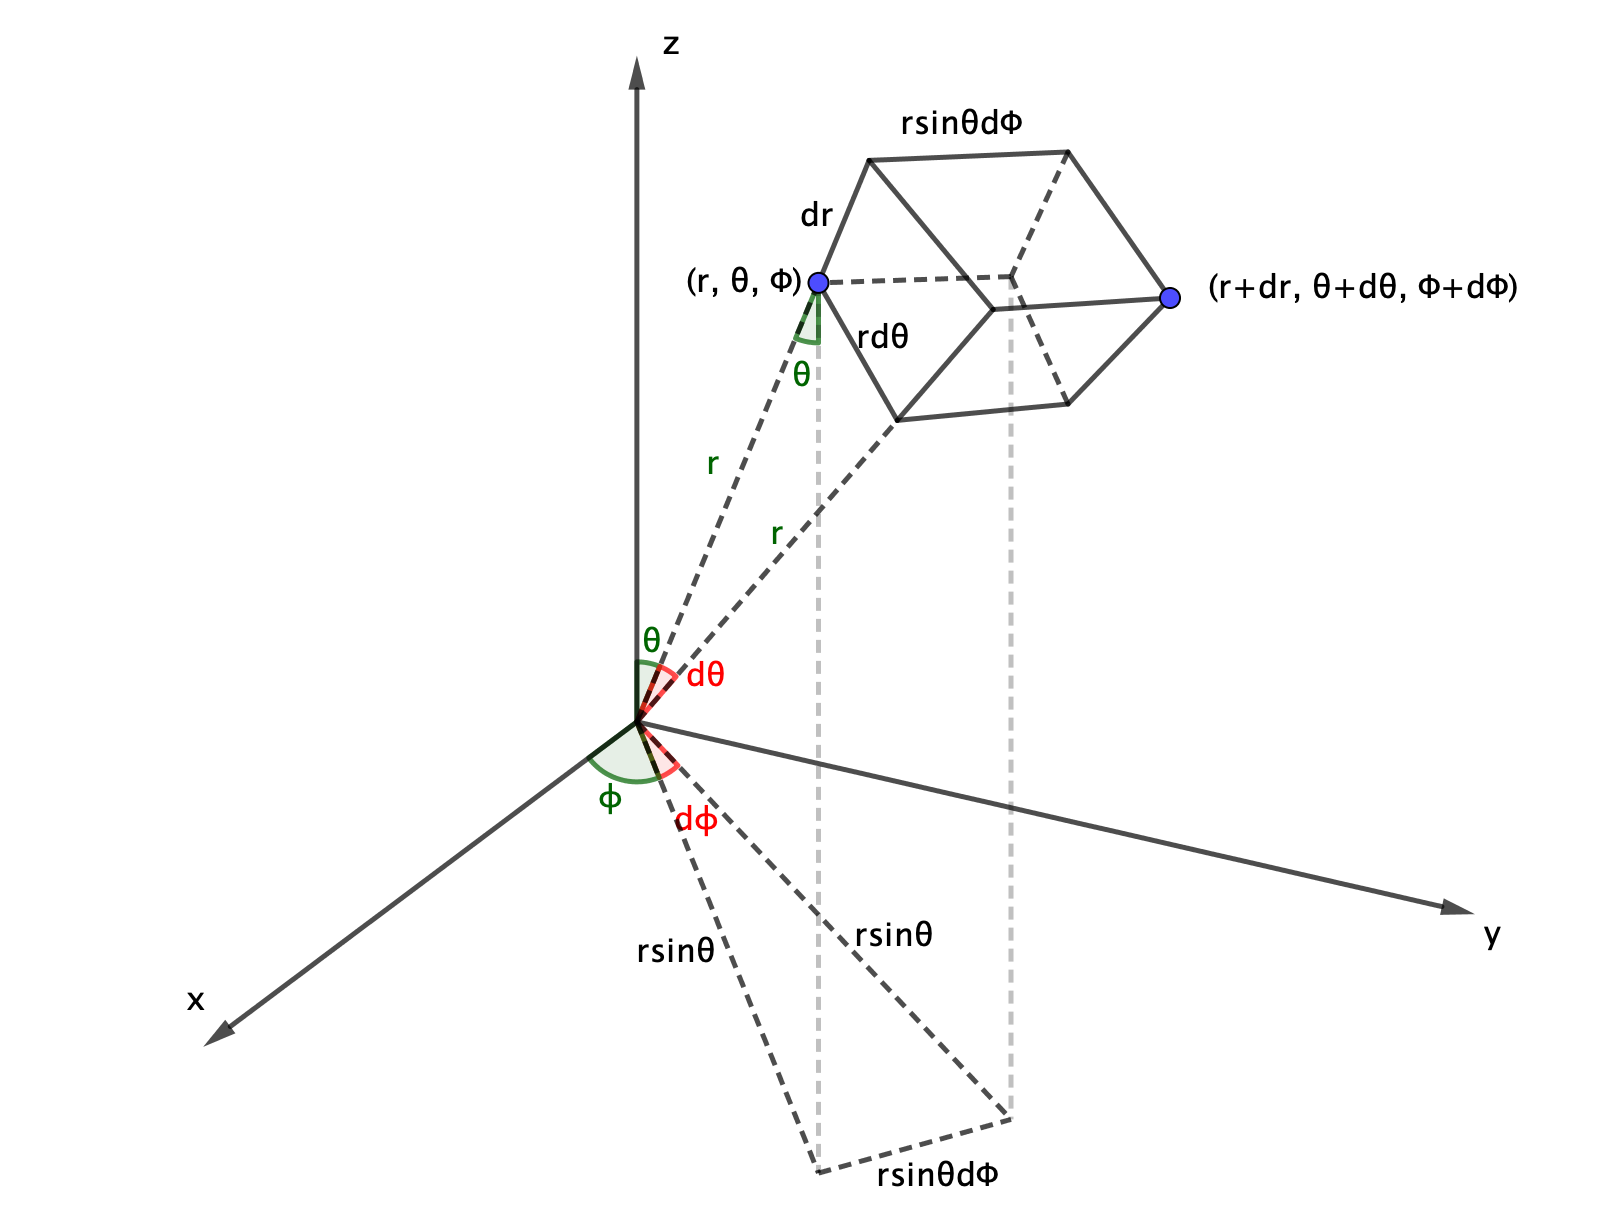 z
rsinθdΦ
dr
(r, θ, Φ)
(r+dr, θ+dθ, Φ+dΦ)
rdθ
θ
r
r
θ
dθ
ϕ
dϕ
rsinθ
rsinθ
y
x
rsinθdΦ